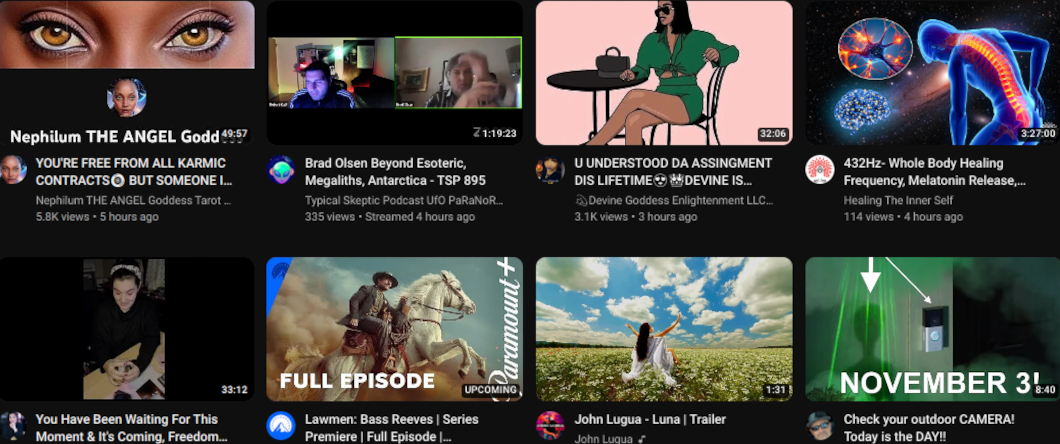 Nephilum THE ANGEL Godd
49:57
YOU'RE FREE FROM ALL KARMIC
CONTRACTS🧿 BUT SOMEONE I...
Nephilum THE ANGEL Goddess Tarot ...
5.8K views • 5 hours ago
1:19:23
Brad Olsen Beyond Esoteric,
Megaliths, Antarctica - TSP 895
Typical Skeptic Podcast UfO PaRaNoR...
335 views • Streamed 4 hours ago
32:06
U UNDERSTOOD DA ASSINGMENT
DIS LIFETIME😍👸DEVINE IS...
Devine Goddess Enlightenment LLC...
3.1K views • 3 hours ago
3:27:00
432Hz- Whole Body Healing
Frequency, Melatonin Release,...
Healing The Inner Self
114 views • 4 hours ago
33:12
You Have Been Waiting For This
Moment & It's Coming, Freedom...
Paramount+
FULL EPISODE
UPCOMING
Lawmen: Bass Reeves | Series
Premiere | Full Episode |...
1:31
John Lugua - Luna | Trailer
John Lugua ♪
NOVEMBER 3!
8:40
Check your outdoor CAMERA!
Today is the DAY!!